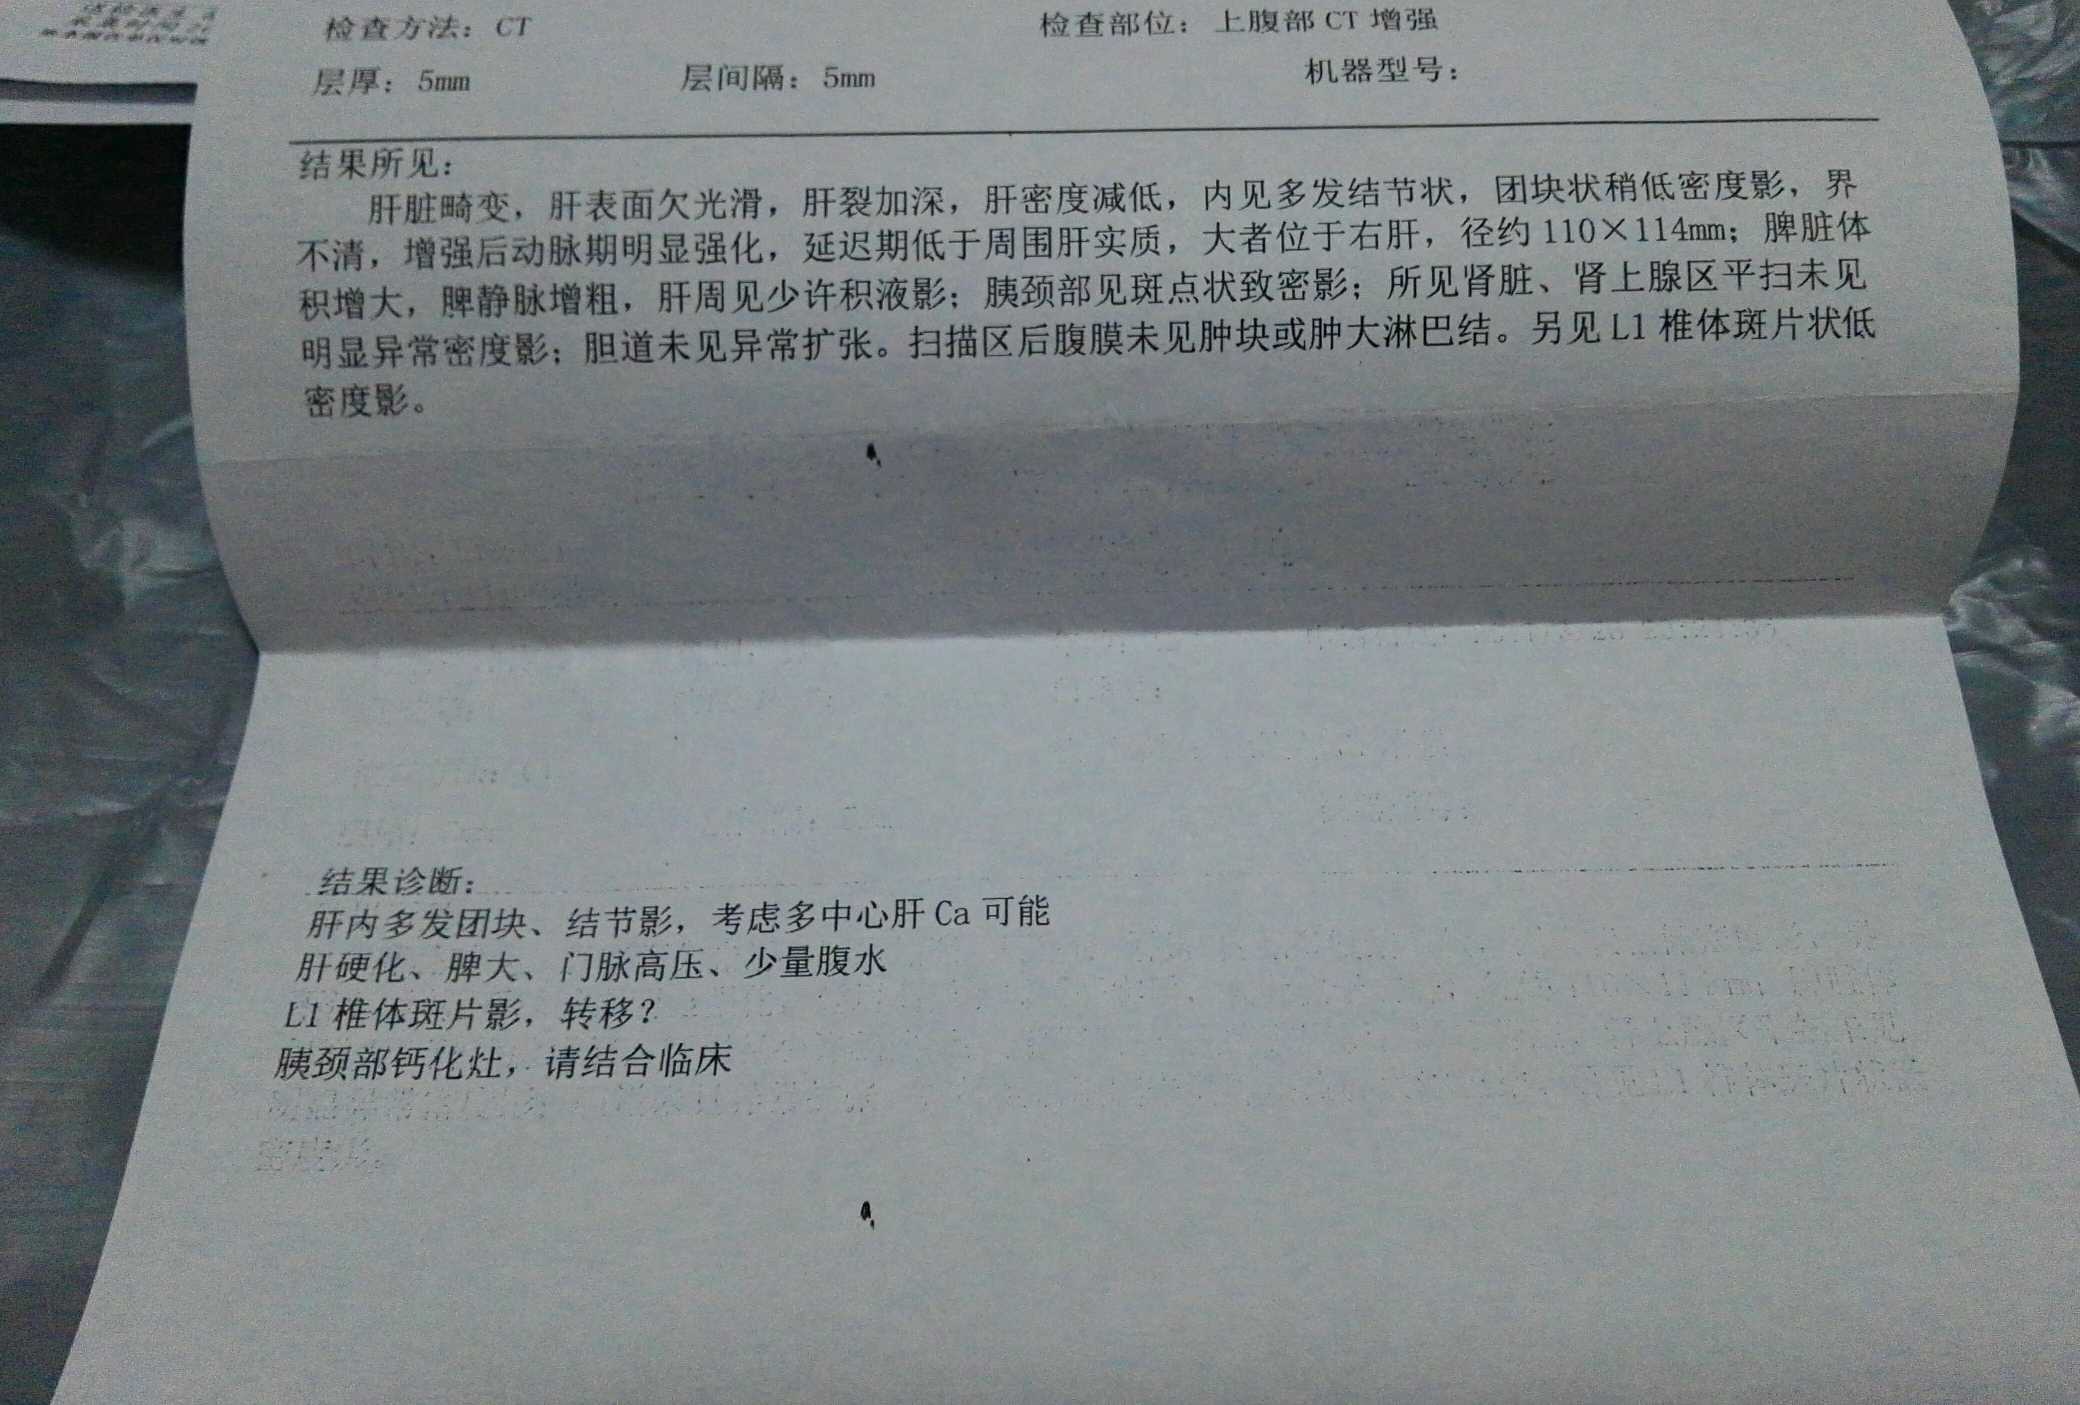 检查方法：CT 检查部位：上腹部 CT 增强
层厚：5mm 层间隔：5mm 机器型号：
结果所见：
肝脏畸变，肝表面欠光滑，肝裂加深，肝密度减低，内见多发结节状，团块状稍低密度影，界
不清，增强后动脉期明显强化，延迟期低于周围肝实质，大者位于右肝，径约 110×114mm；脾脏体
积增大，脾静脉增粗，肝周见少许积液影；胰颈部见斑点状致密影；所见肾脏、肾上腺区平扫未见
明显异常密度影；胆道未见异常扩张。扫描区后腹膜未见肿块或肿大淋巴结。另见 L1 椎体斑片状低
密度影。
结果诊断：
肝内多发团块、结节影，考虑多中心肝 Ca 可能
肝硬化、脾大、门脉高压、少量腹水
L1 椎体斑片影，转移？
胰颈部钙化灶，请结合临床